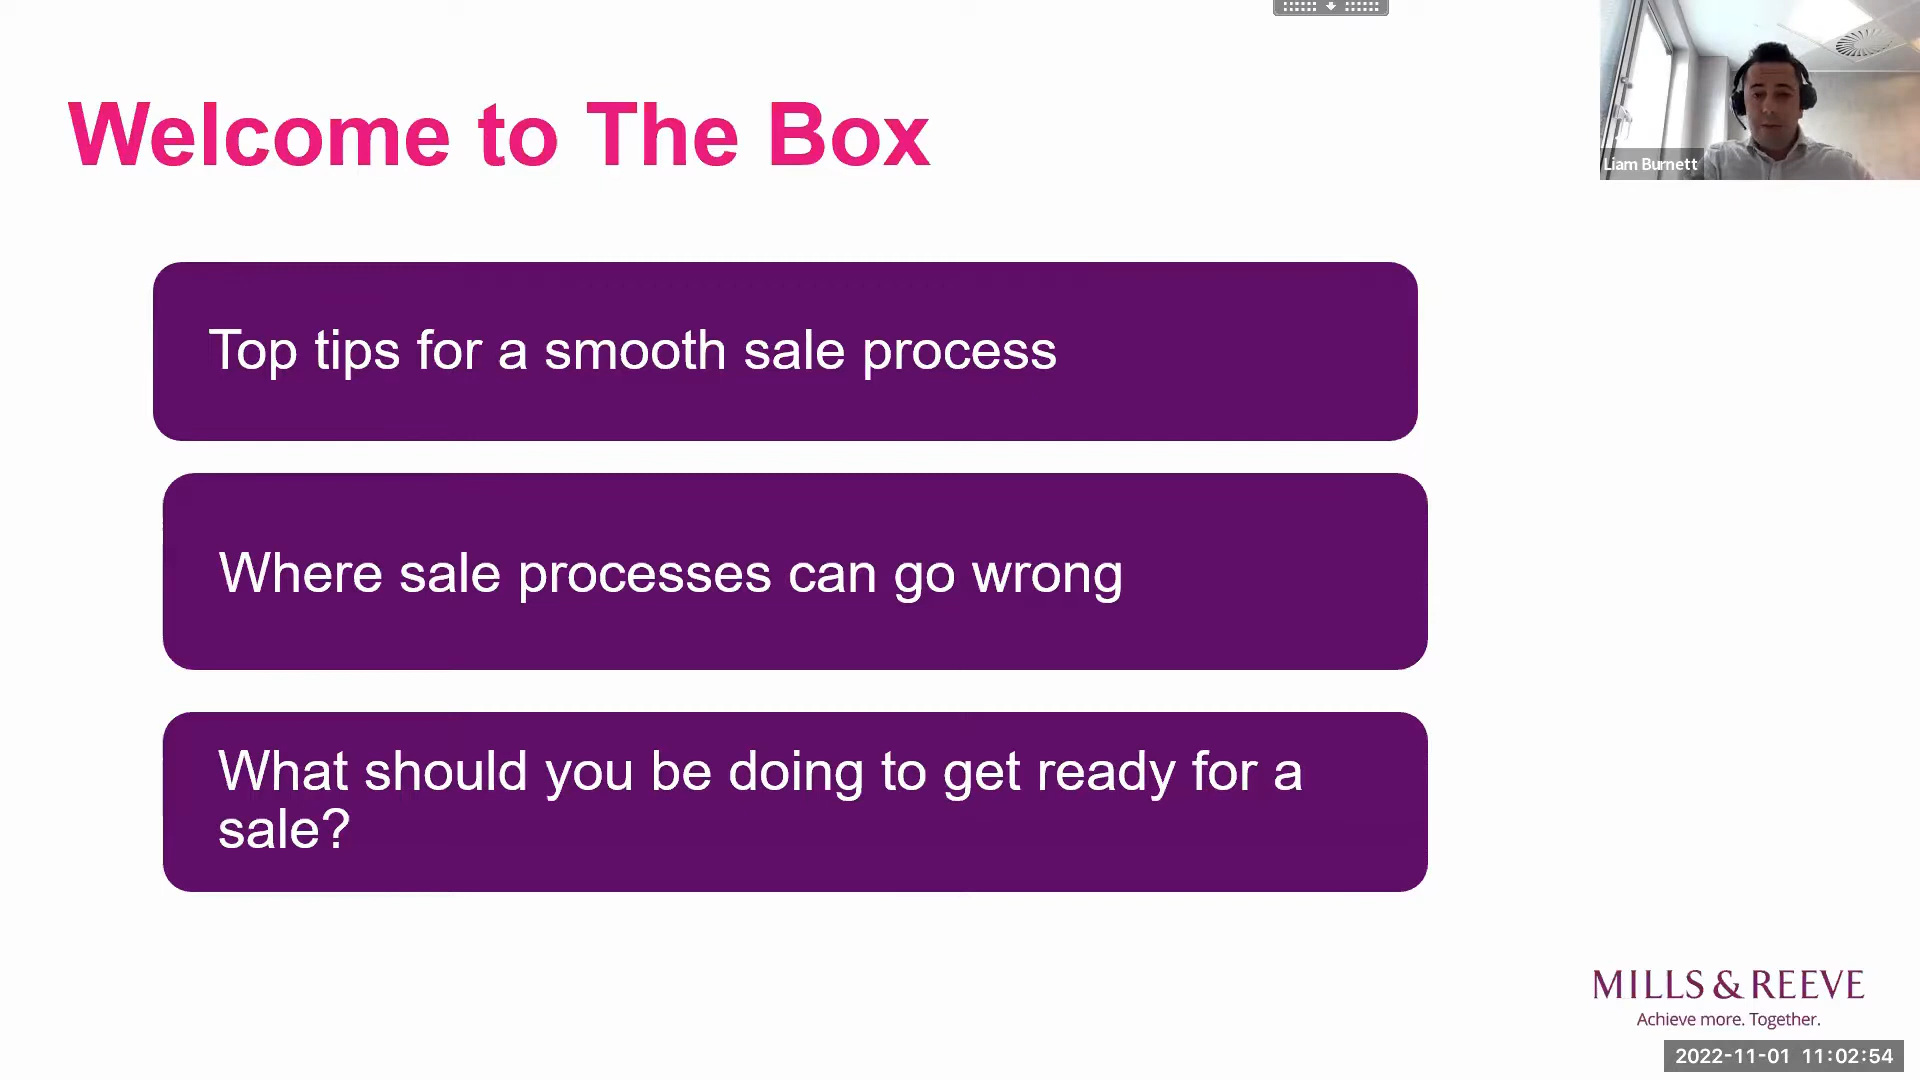 Welcome to The Box
Liam Burnett
Top tips for a smooth sale process
Where sale processes can go wrong
What should you be doing to get ready for a
sale?
MILLS & REEVE
Achieve more. Together.
2022-11-01 11:02:54